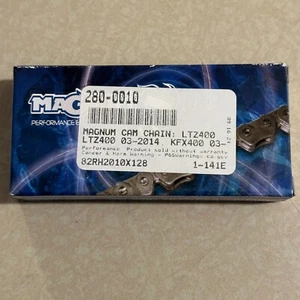 MAG
PERFORMANCE
280-0010
MAGNUM CAM CHAIN: LTZ400
LTZ400 03-2014. KFX400 03-
Performance Product sold without warranty
Cancer & Harm Warning - P65Warnings.ca.gov
82RH2010X128
1-141E